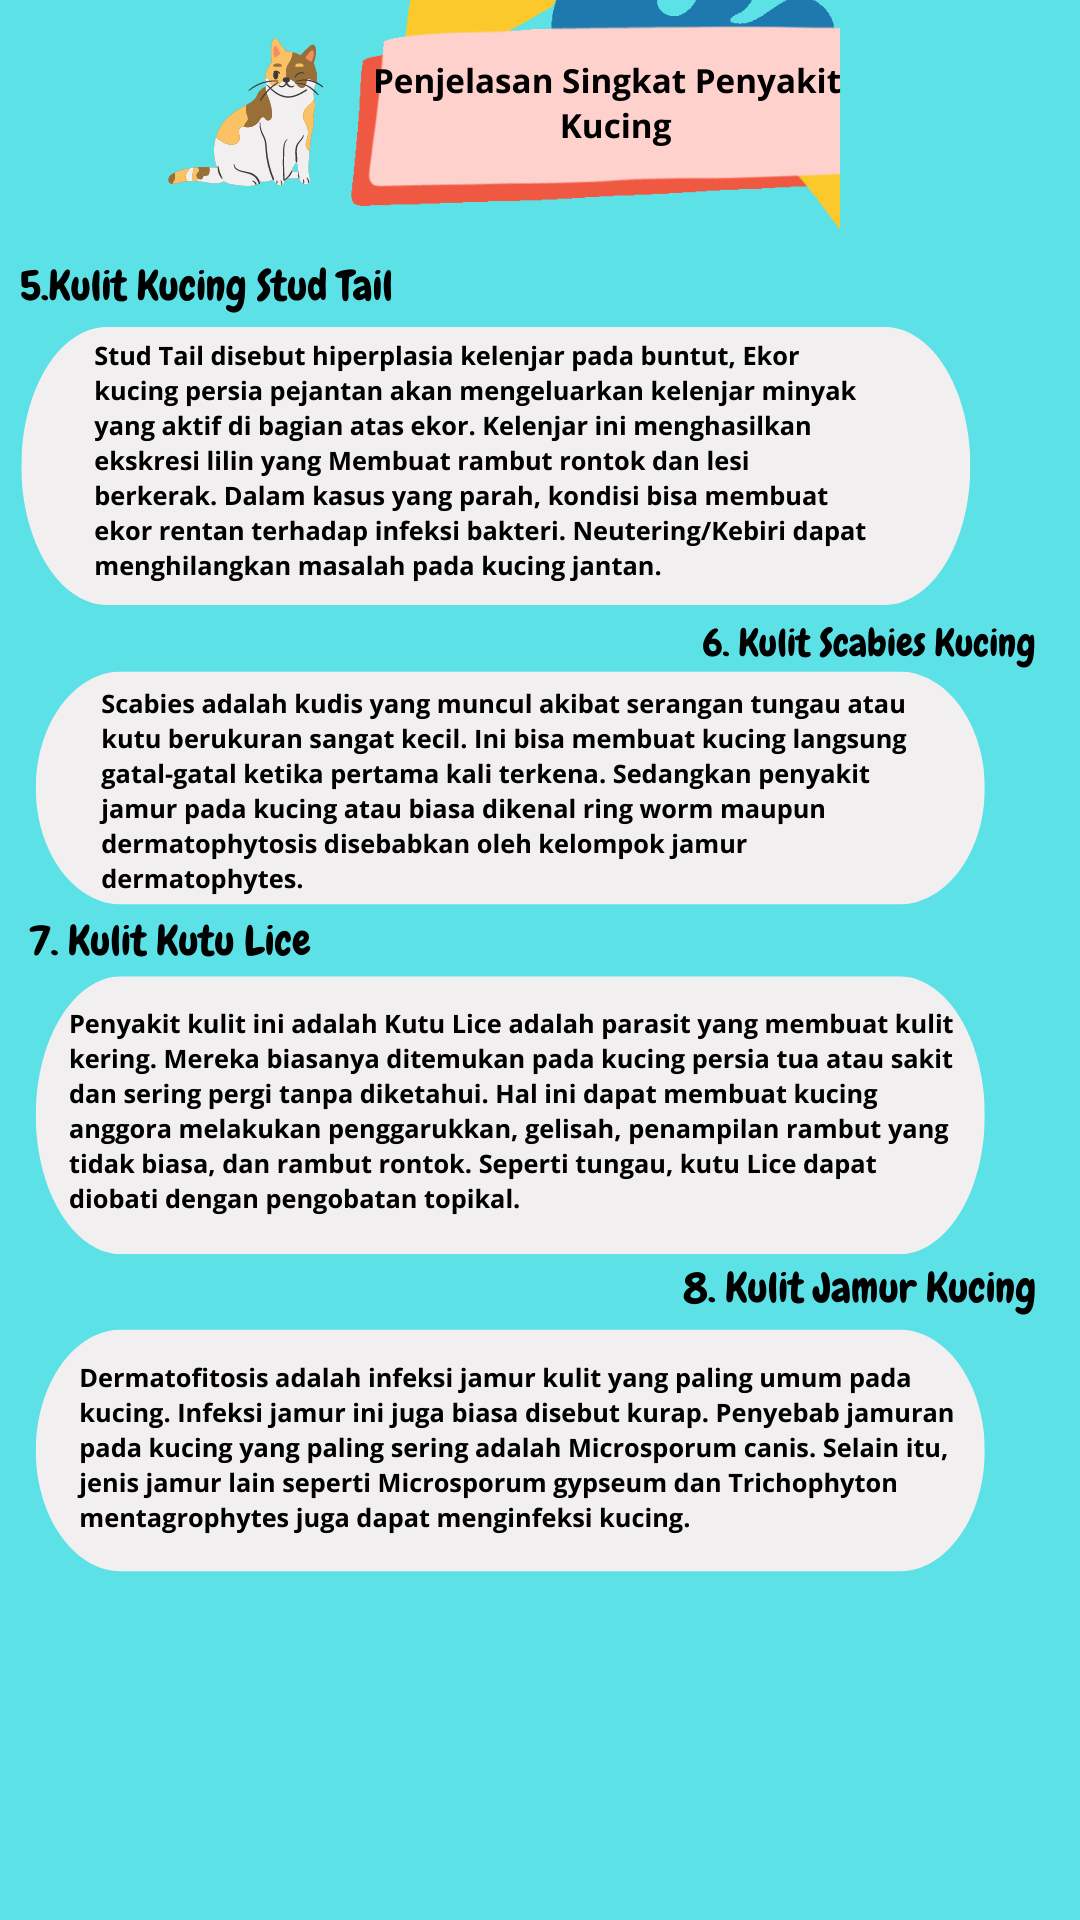 Penjelasan Singkat Penyakit
Kucing
5.Kulit Kucing Stud Tail
Stud Tail disebut hiperplasia kelenjar pada buntut, Ekor
kucing persia pejantan akan mengeluarkan kelenjar minyak
yang aktif di bagian atas ekor. Kelenjar ini menghasilkan
ekskresi lilin yang Membuat rambut rontok dan lesi
berkerak. Dalam kasus yang parah, kondisi bisa membuat
ekor rentan terhadap infeksi bakteri. Neutering/Kebiri dapat
menghilangkan masalah pada kucing jantan.
6. Kulit Scabies Kucing
Scabies adalah kudis yang muncul akibat serangan tungau atau
kutu berukuran sangat kecil. Ini bisa membuat kucing langsung
gatal-gatal ketika pertama kali terkena. Sedangkan penyakit
jamur pada kucing atau biasa dikenal ring worm maupun
dermatophytosis disebabkan oleh kelompok jamur
dermatophytes.
7. Kulit Kutu Lice
Penyakit kulit ini adalah Kutu Lice adalah parasit yang membuat kulit
kering. Mereka biasanya ditemukan pada kucing persia tua atau sakit
dan sering pergi tanpa diketahui. Hal ini dapat membuat kucing
anggora melakukan penggarukkan, gelisah, penampilan rambut yang
tidak biasa, dan rambut rontok. Seperti tungau, kutu Lice dapat
diobati dengan pengobatan topikal.
8. Kulit Jamur Kucing
Dermatofitosis adalah infeksi jamur kulit yang paling umum pada
kucing. Infeksi jamur ini juga biasa disebut kurap. Penyebab jamuran
pada kucing yang paling sering adalah Microsporum canis. Selain itu,
jenis jamur lain seperti Microsporum gypseum dan Trichophyton
mentagrophytes juga dapat menginfeksi kucing.